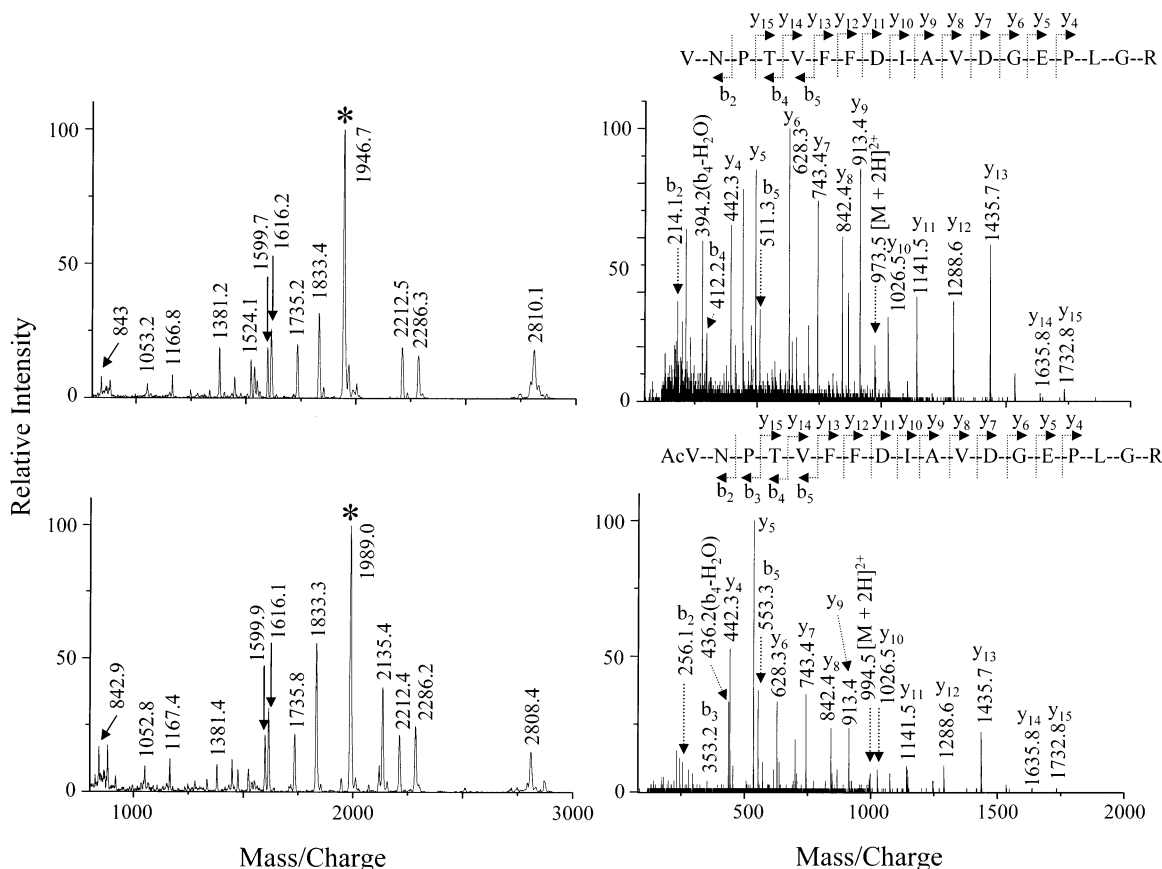 Relative Intensity
100
50
0
843
1053.2
1166.8
1381.2
1524.1
1599.7
1616.2
1735.2
1833.4
*
1946.7
2212.5
2286.3
2810.1
y15 y14 y13 y12 y11 y10 y9 y8 y7 y6 y5 y4
V--N--P--T--V--F--F--D--I--A--V--D--G--E--P--L--G--R
b2 b4 b5
100
50
0
b2
214.1
394.2(b4-H2O)
b4
412.2
y4
442.3
y5
b5
511.3
y6
628.3
y7
743.4
y8
842.4
y9
913.4
973.5 [M + 2H]2+
y10
1026.5
y11
1141.5
y12
1288.6
y13
1435.7
y14
1635.8
y15
1732.8
100
50
0
842.9
1052.8
1167.4
1381.4
1599.9
1616.1
1735.8
1833.3
*
1989.0
2135.4
2212.4
2286.2
2808.4
1000 2000 3000
Mass/Charge
y15 y14 y13 y12 y11 y10 y9 y8 y7 y6 y5 y4
AcV--N--P--T--V--F--F--D--I--A--V--D--G--E--P--L--G--R
b2 b3 b4 b5
100
50
0
b2
256.1
b3
353.2
436.2(b4-H2O)
y4
442.3
y5
b5
553.3
y6
628.3
y7
743.4
y8
842.4
y9
913.4
994.5 [M + 2H]2+
y10
1026.5
y11
1141.5
y12
1288.6
y13
1435.7
y14
1635.8
y15
1732.8
500 1000 1500 2000
Mass/Charge